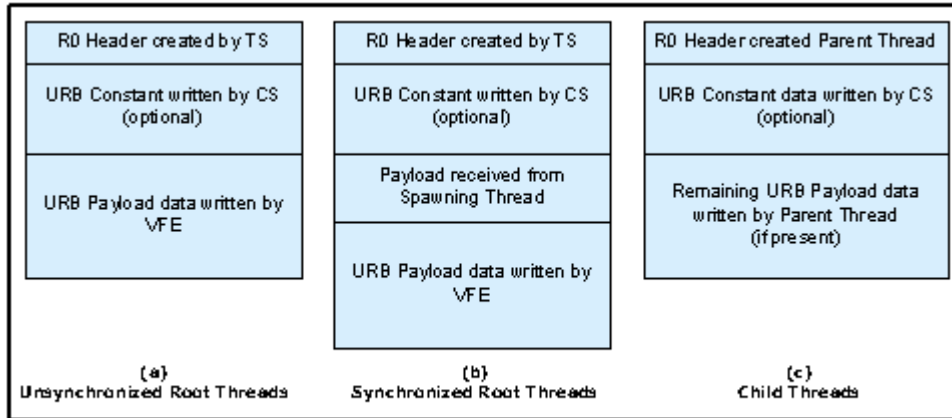 R0 Header created by TS
URB Constant written by CS
(optional)
URB Payload data written by
VFE
(a)
Unsynchronized Root Threads
R0 Header created by TS
URB Constant written by CS
(optional)
Payload received from
Spawning Thread
URB Payload data written by
VFE
(b)
Synchronized Root Threads
R0 Header created Parent Thread
URB Constant data written by CS
(optional)
Remaining URB Payload data
written by Parent Thread
(if present)
(c)
Child Threads